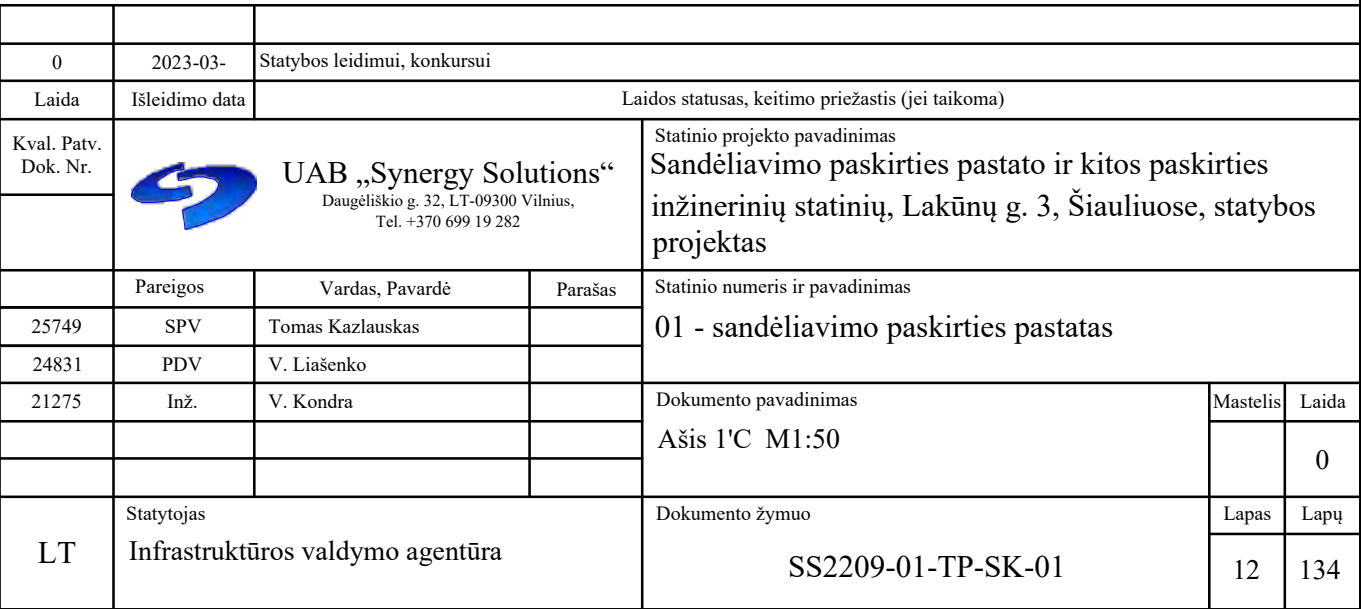 0 2023-03- Statybos leidimui, konkursui
Laida Išleidimo data Laidos statusas, keitimo priežastis (jei taikoma)
Kval. Patv.
Dok. Nr.
UAB „Synergy Solutions“
Daugėliškio g. 32, LT-09300 Vilnius,
Tel. +370 699 19 282
Statinio projekto pavadinimas
Sandėliavimo paskirties pastato ir kitos paskirties
inžinerinių statinių, Lakūnų g. 3, Šiauliuose, statybos
projektas
Pareigos Vardas, Pavardė Parašas
25749 SPV Tomas Kazlauskas
24831 PDV V. Liašenko
21275 Inž. V. Kondra
Statinio numeris ir pavadinimas
01 - sandėliavimo paskirties pastatas
Dokumento pavadinimas
Ašis 1'C M1:50
Mastelis Laida
0
LT
Statytojas
Infrastruktūros valdymo agentūra
Dokumento žymuo
SS2209-01-TP-SK-01
Lapas Lapų
12 134